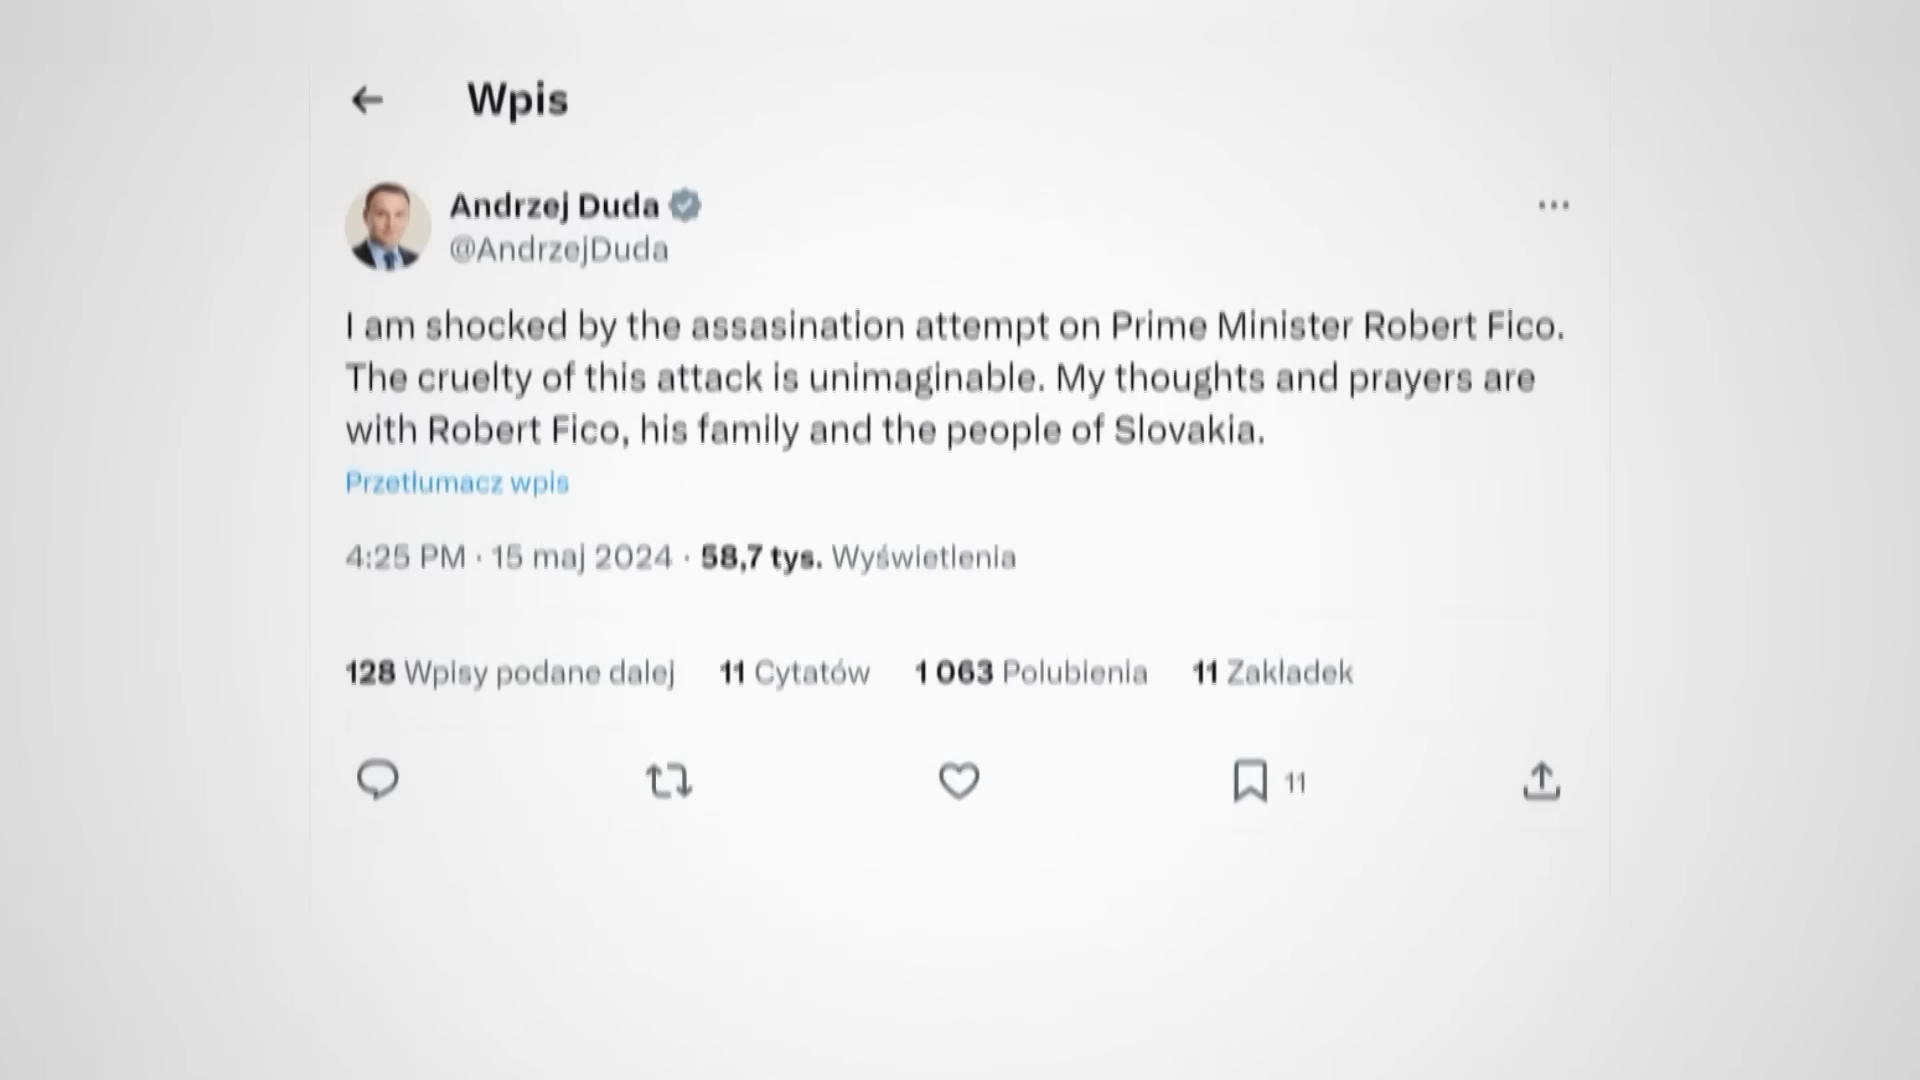 Wpis
Andrzej Duda
@AndrzejDuda
I am shocked by the assasination attempt on Prime Minister Robert Fico.
The cruelty of this attack is unimaginable. My thoughts and prayers are
with Robert Fico, his family and the people of Slovakia.
Przetłumacz wpis
4:25 PM · 15 maj 2024 · 58,7 tys. Wyświetlenia
128 Wpisy podane dalej 11 Cytatów 1 063 Polubienia 11 Zakładek
11